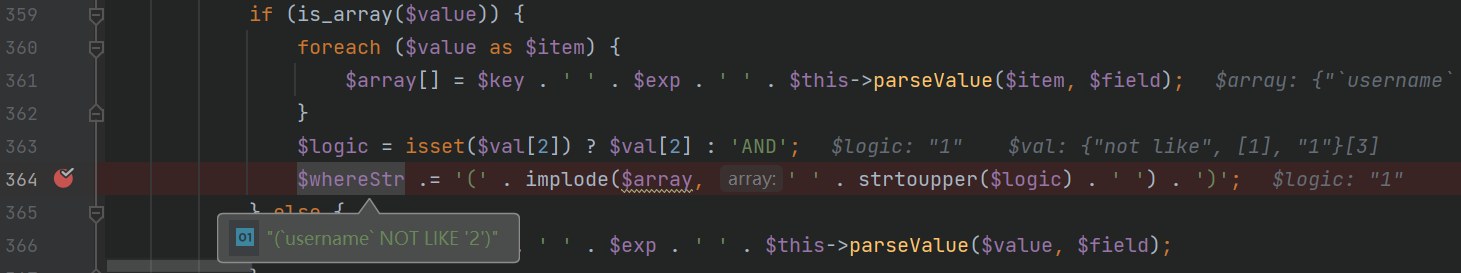 359 if (is_array($value)) {
360 foreach ($value as $item) {
361 $array[] = $key . ' ' . $exp . ' ' . $this->parseValue($item, $field); $array: {"`username`
362 }
363 $logic = isset($val[2]) ? $val[2] : 'AND'; $logic: "1" $val: {"not like", [1], "1"}[3]
364 $whereStr .= '(' . implode($array, array: ' ' . strtoupper($logic) . ' ') . ')'; $logic: "1"
365 } else {
01 "(`username` NOT LIKE '2')"
366 . ' ' . $exp . ' ' . $this->parseValue($value, $field);